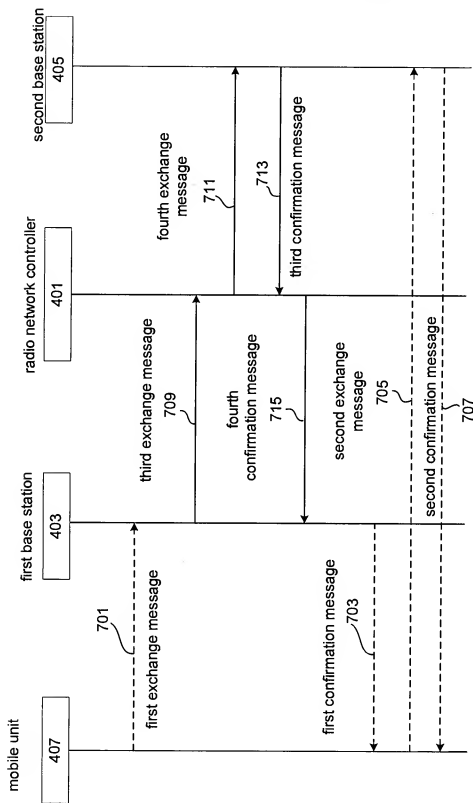 mobile unit
407
first base station
403
radio network controller
401
second base station
405
701
first exchange message
third exchange message
709
fourth exchange
message
711
713
third confirmation message
fourth
confirmation message
715
703
first confirmation message
second exchange
message
705
second confirmation message
707